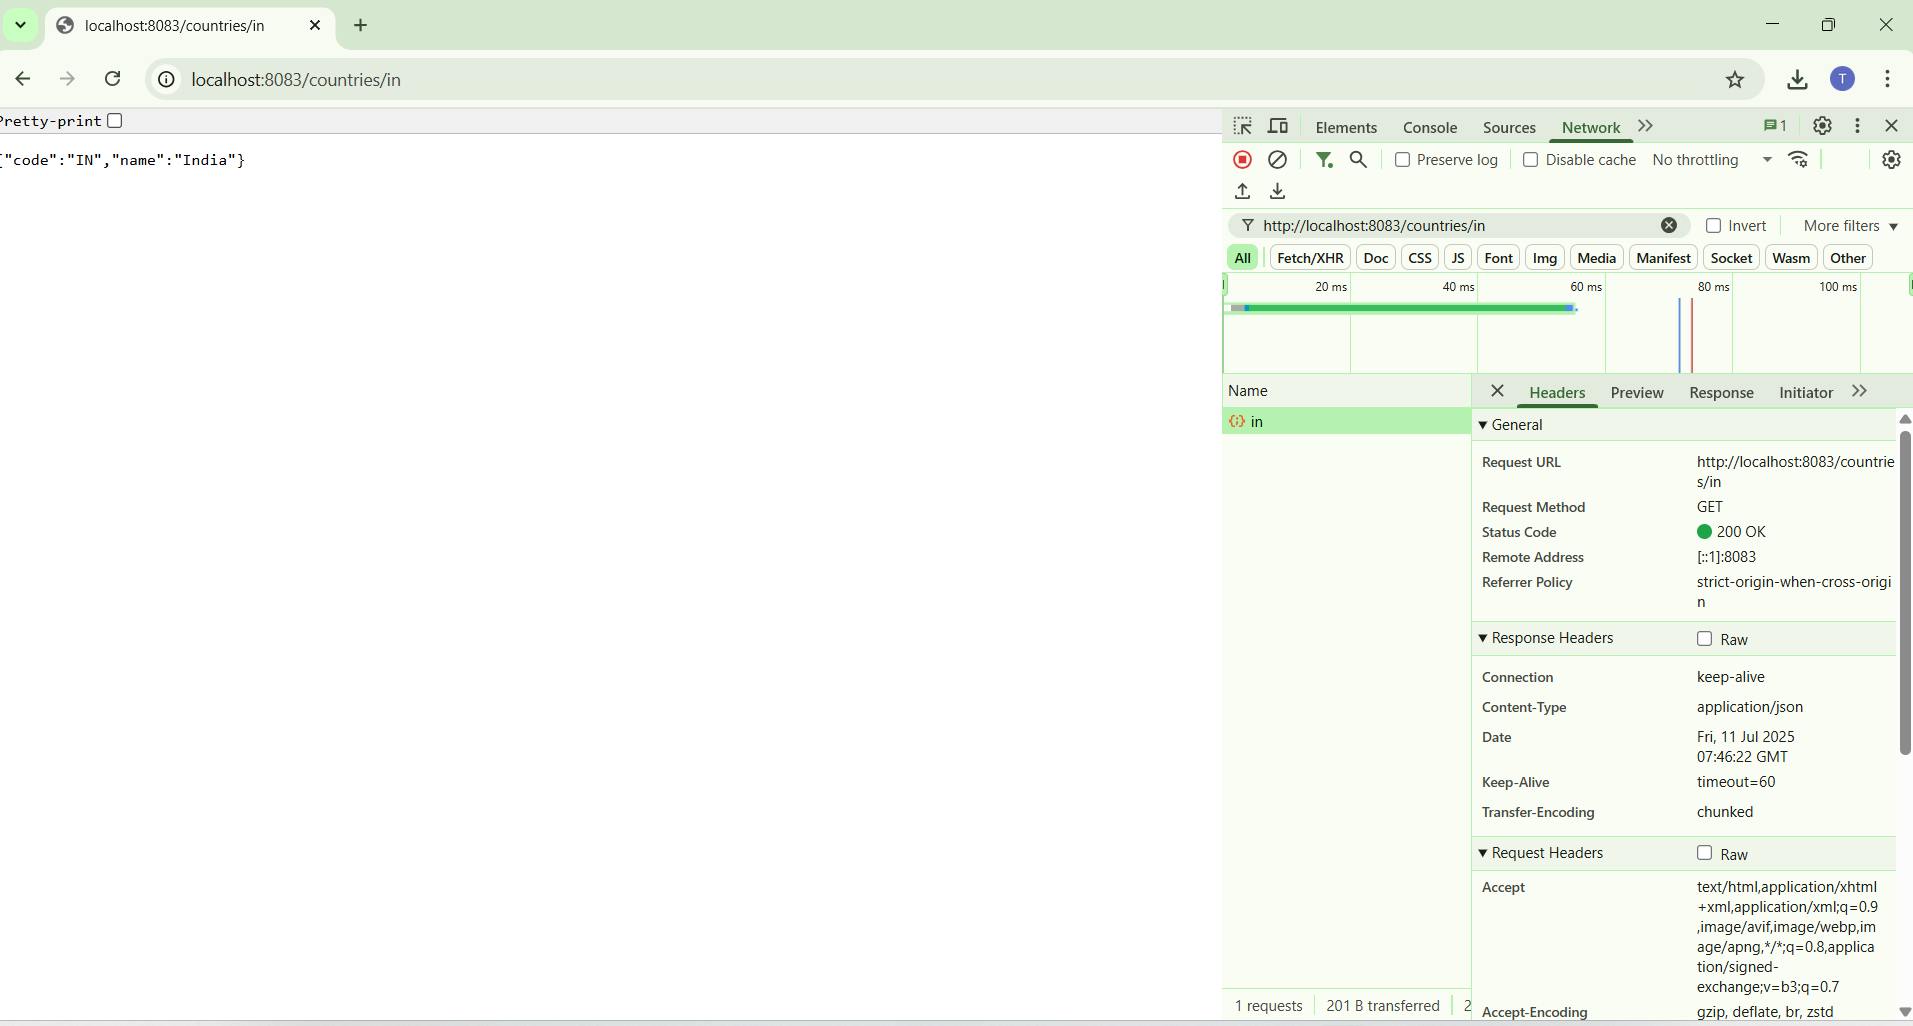 localhost:8083/countries/in
localhost:8083/countries/in
T
Pretty-print
{"code":"IN","name":"India"}
Elements Console Sources Network 1
Preserve log Disable cache No throttling
http://localhost:8083/countries/in Invert More filters
All Fetch/XHR Doc CSS JS Font Img Media Manifest Socket Wasm Other
20 ms 40 ms 60 ms 80 ms 100 ms
Name
in
1 requests 201 B transferred 2
Headers Preview Response Initiator
General
Request URL http://localhost:8083/countrie
s/in
Request Method GET
Status Code 200 OK
Remote Address [::1]:8083
Referrer Policy strict-origin-when-cross-origi
n
Response Headers Raw
Connection keep-alive
Content-Type application/json
Date Fri, 11 Jul 2025
07:46:22 GMT
Keep-Alive timeout=60
Transfer-Encoding chunked
Request Headers Raw
Accept text/html,application/xhtml
+xml,application/xml;q=0.9
,image/avif,image/webp,im
age/apng,*/*;q=0.8,applica
tion/signed-
exchange;v=b3;q=0.7
Accept-Encoding gzip, deflate, br, zstd